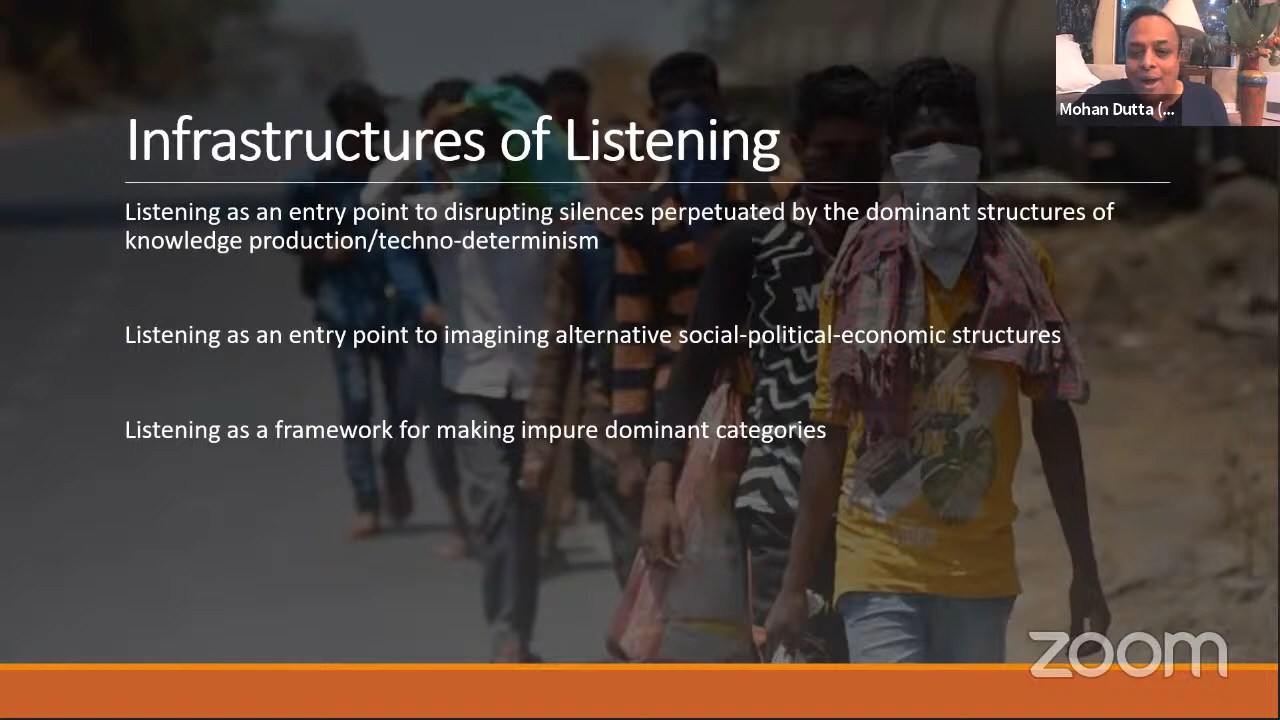 Mohan Dutta (...
Infrastructures of Listening
Listening as an entry point to disrupting silences perpetuated by the dominant structures of
knowledge production/techno-determinism
Listening as an entry point to imagining alternative social-political-economic structures
Listening as a framework for making impure dominant categories
zoom